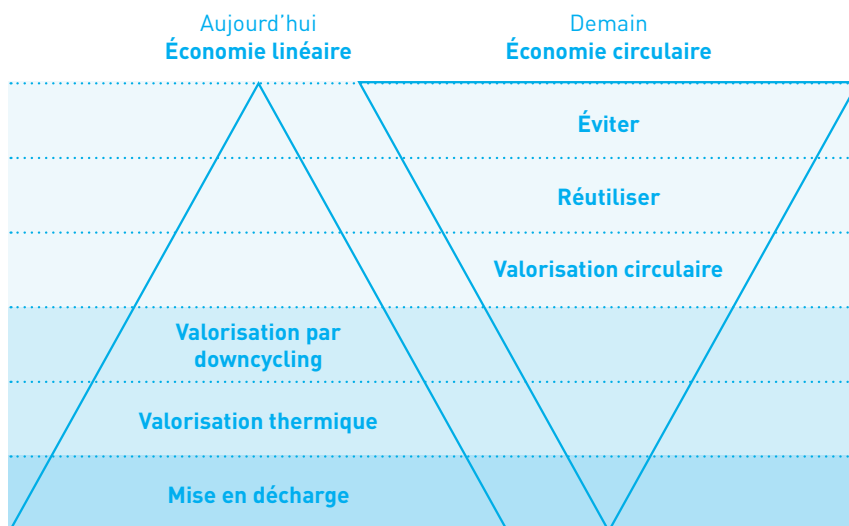 Aujourd'hui
Économie linéaire
Demain
Économie circulaire
Éviter
Réutiliser
Valorisation circulaire
Valorisation par
downcycling
Valorisation thermique
Mise en décharge